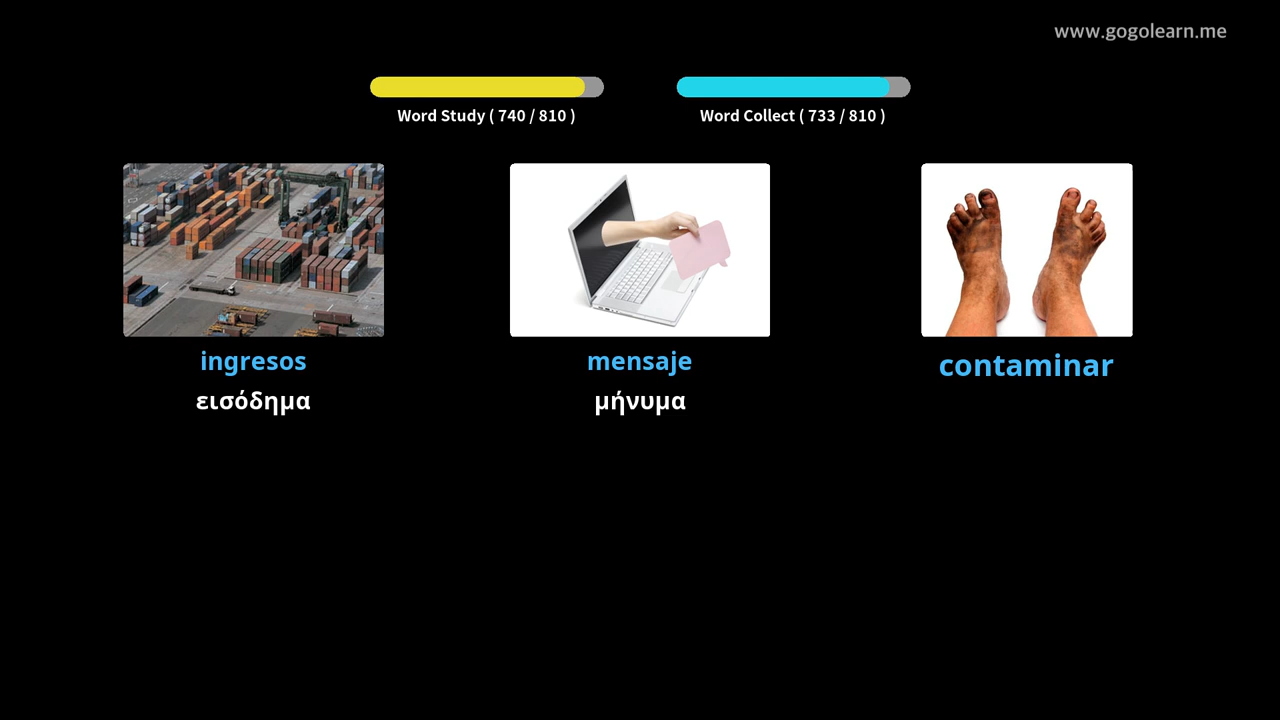 www.gogolearn.me
Word Study ( 740 / 810 )
Word Collect ( 733 / 810 )
ingresos
εισόδημα
mensaje
μήνυμα
contaminar